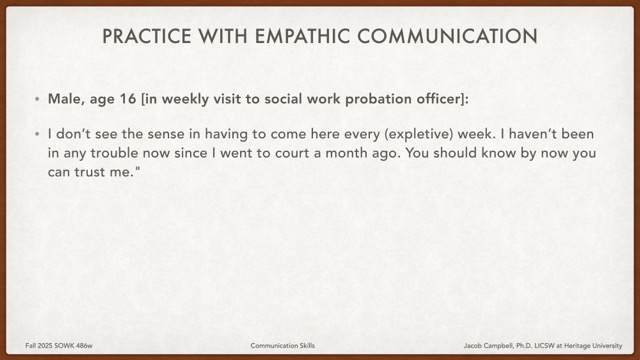 PRACTICE WITH EMPATHIC COMMUNICATION
• Male, age 16 [in weekly visit to social work probation officer]:
• I don't see the sense in having to come here every (expletive) week. I haven't been
in any trouble now since I went to court a month ago. You should know by now you
can trust me."
Fall 2025 SOWK 486w
Communication Skills
Jacob Campbell, Ph.D. LICSW at Heritage University